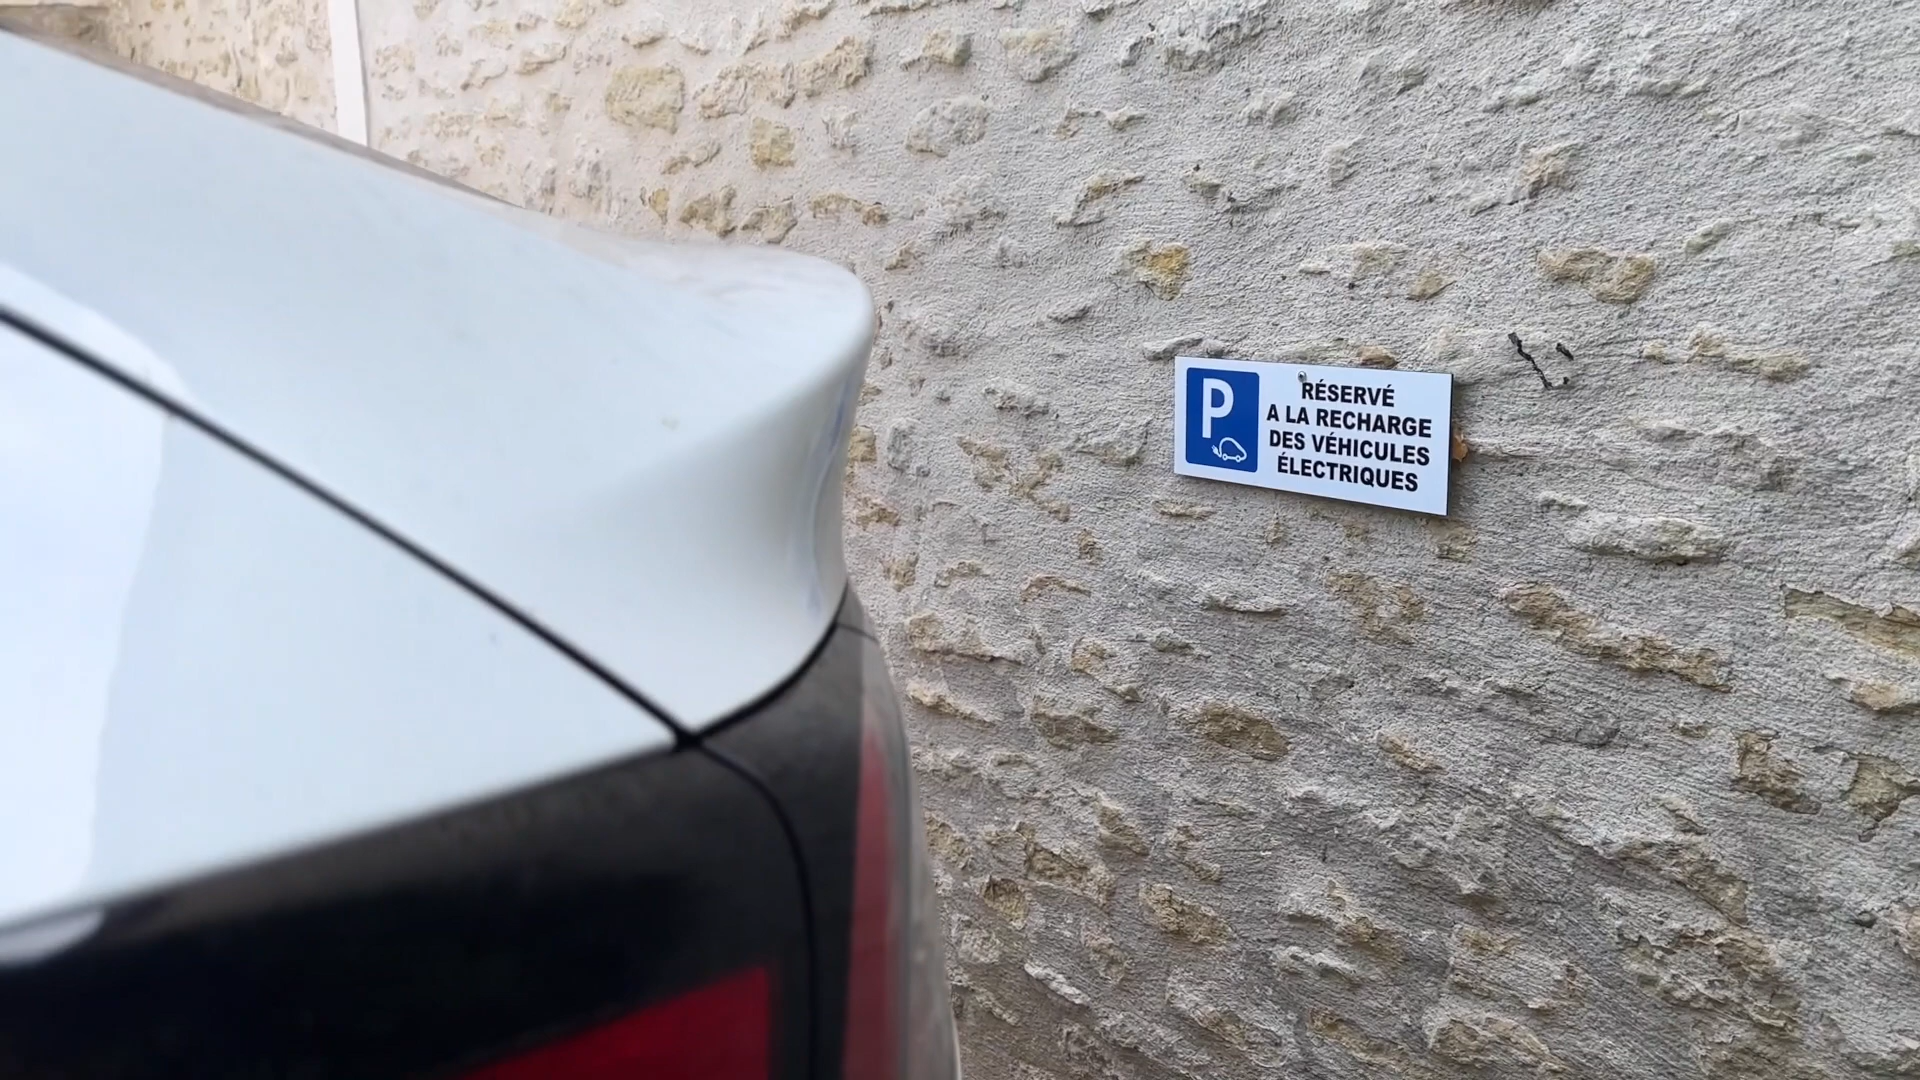 P
RÉSERVÉ
A LA RECHARGE
DES VÉHICULES
ÉLECTRIQUES